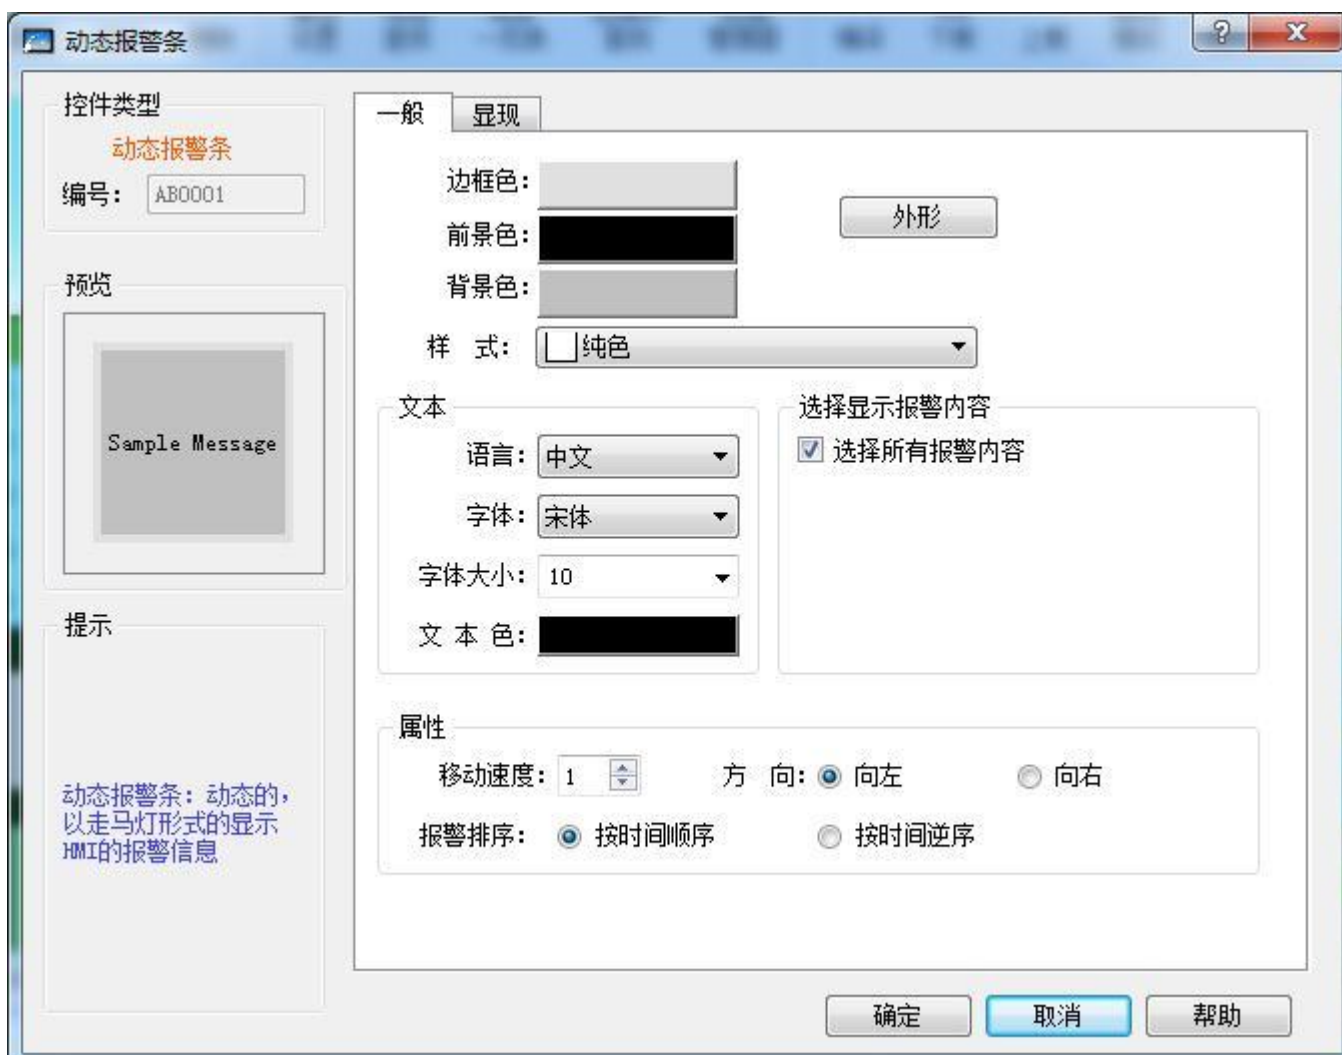 动态报警条
控件类型
动态报警条
编号： AB0001
预览
Sample Message
提示
动态报警条：动态的，
以走马灯形式的显示
HMI的报警信息
一般 显现
边框色：
外形
前景色：
背景色：
样 式： 纯色
文本
语言： 中文
字体： 宋体
字体大小： 10
文 本 色：
选择显示报警内容
选择所有报警内容
属性
移动速度： 1 方 向： 向左 向右
报警排序： 按时间顺序 按时间逆序
确定 取消 帮助